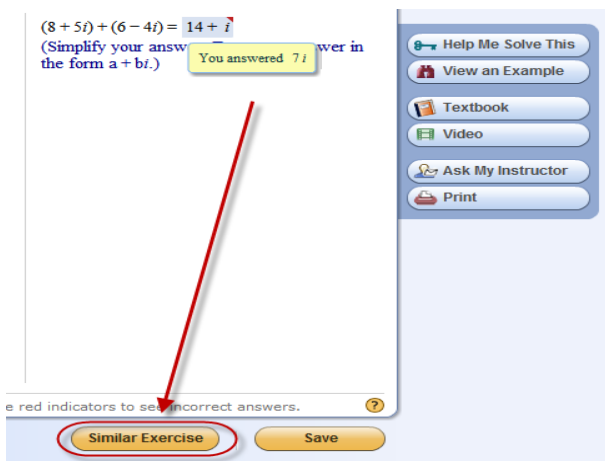 (8 + 5i) + (6 − 4i) = 14 + i
(Simplify your answ wer in
the form a + bi.)
You answered 7 i
Help Me Solve This
View an Example
Textbook
Video
Ask My Instructor
Print
e red indicators to see incorrect answers.
?
Similar Exercise
Save